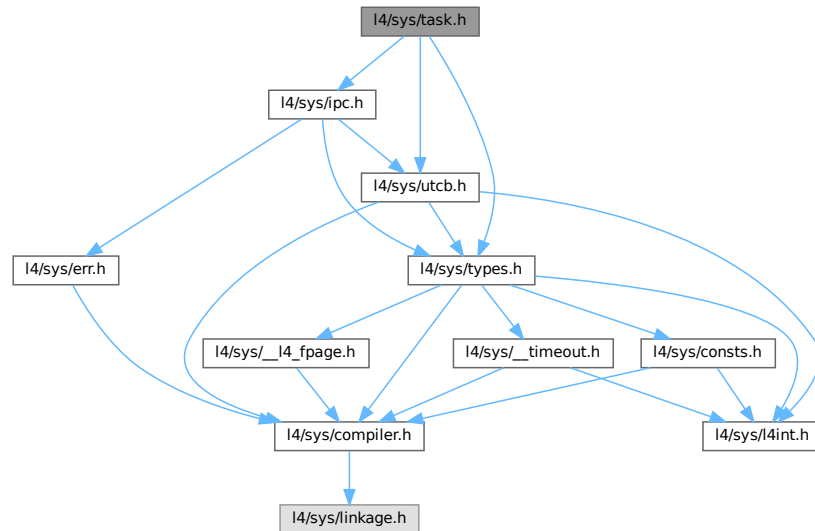 l4/sys/task.h
l4/sys/ipc.h
l4/sys/utcb.h
l4/sys/err.h
l4/sys/types.h
l4/sys/__l4_fpage.h
l4/sys/__timeout.h
l4/sys/consts.h
l4/sys/compiler.h
l4/sys/l4int.h
l4/sys/linkage.h